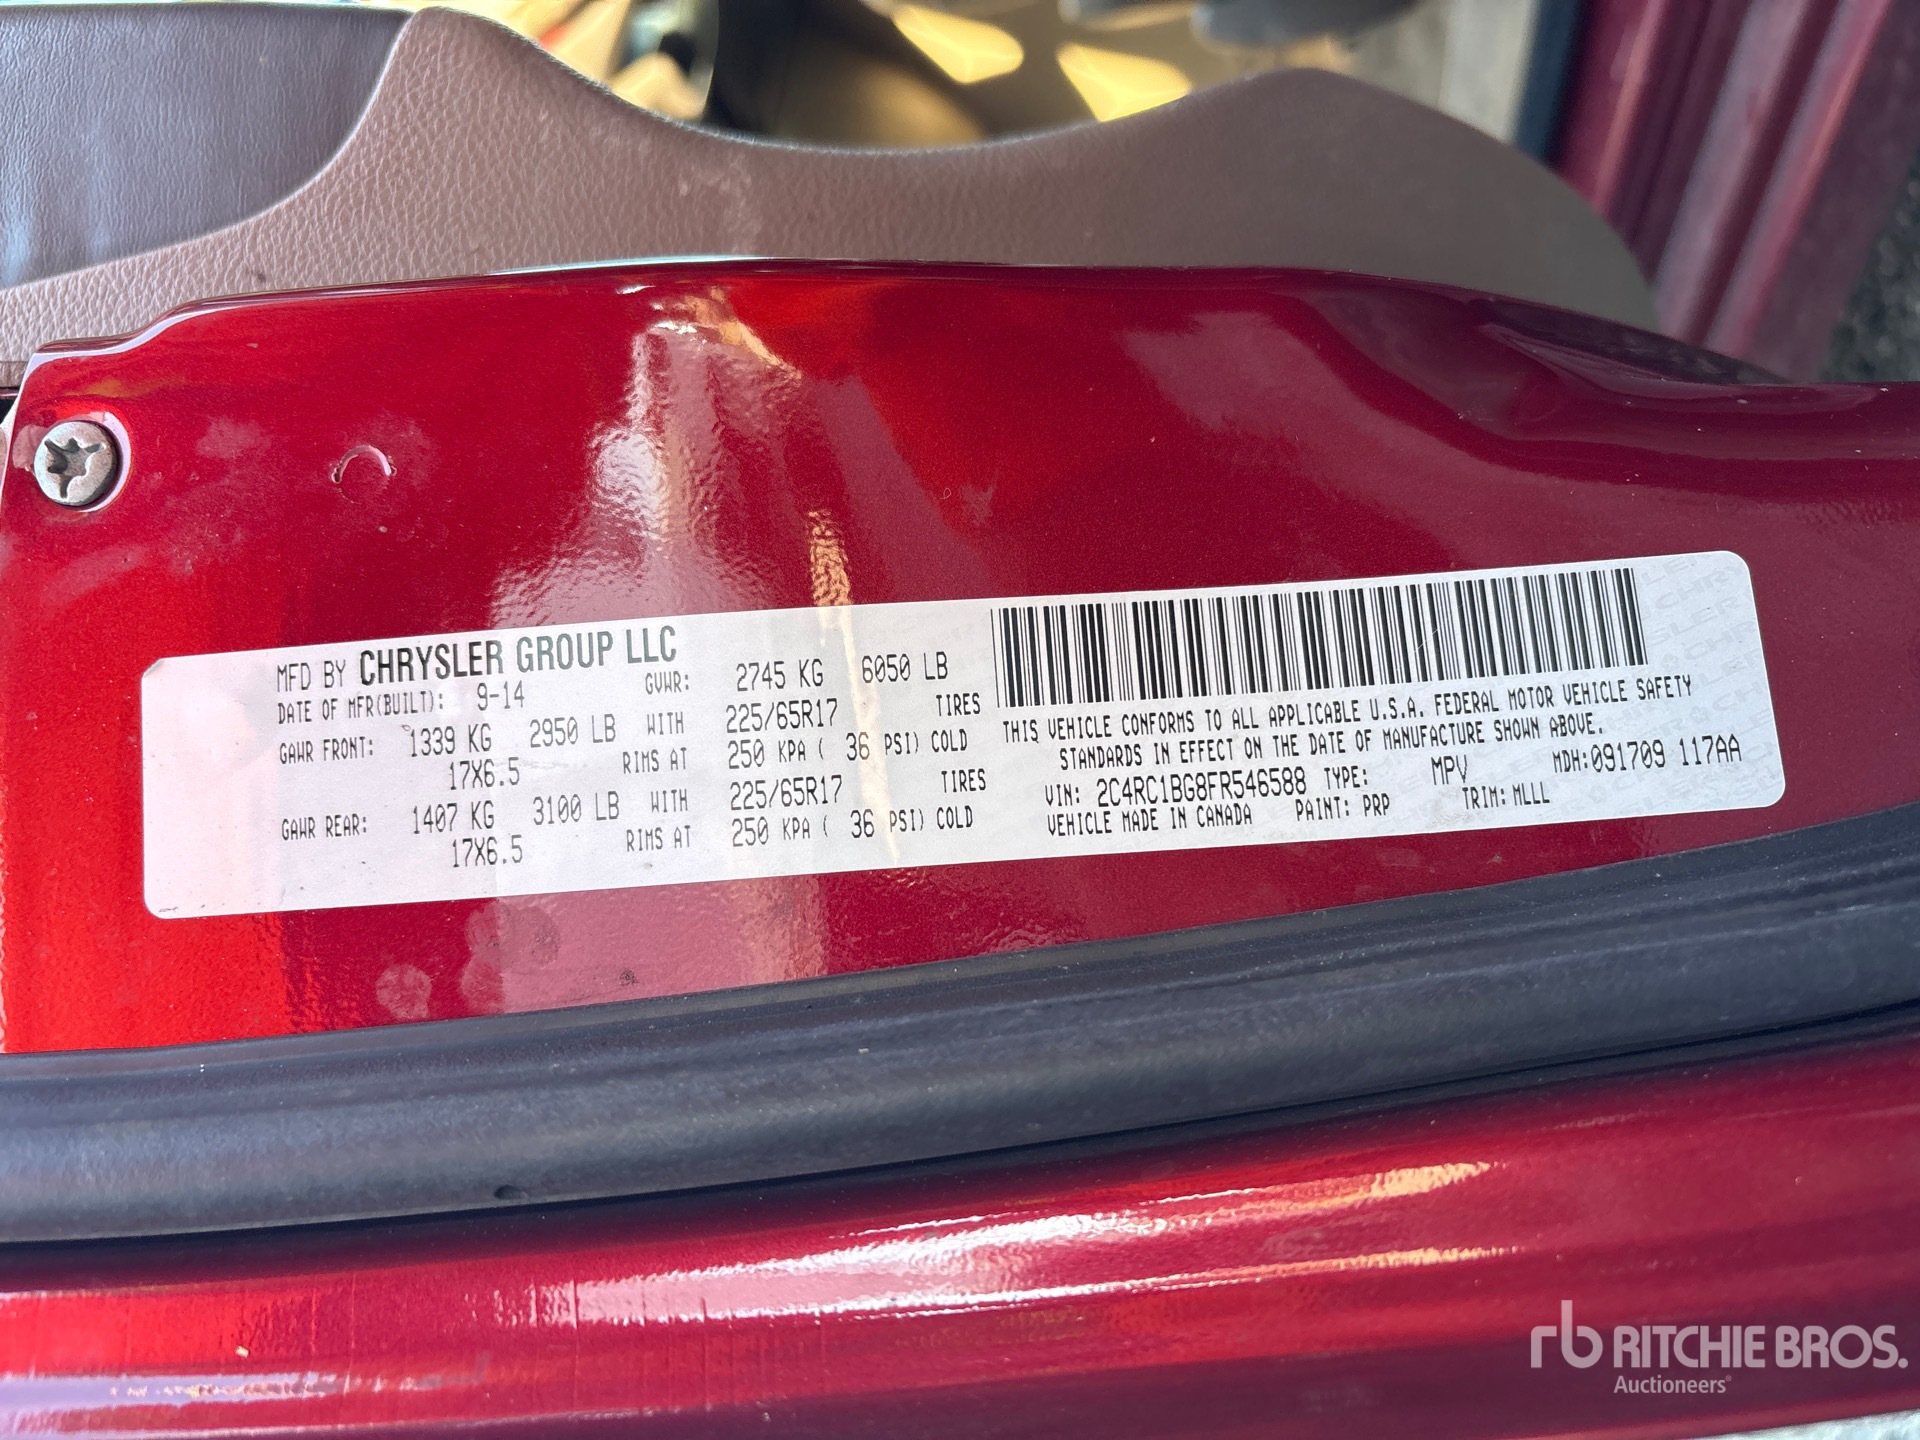 MFD BY CHRYSLER GROUP LLC
DATE OF MFR(BUILT): 9-14 GVWR: 2745 KG 6050 LB
GAWR FRONT: 1339 KG 2950 LB WITH 225/65R17 TIRES
17X6.5 RIMS AT 250 KPA ( 36 PSI) COLD
GAWR REAR: 1407 KG 3100 LB WITH 225/65R17 TIRES
17X6.5 RIMS AT 250 KPA ( 36 PSI) COLD
THIS VEHICLE CONFORMS TO ALL APPLICABLE U.S.A. FEDERAL MOTOR VEHICLE SAFETY
STANDARDS IN EFFECT ON THE DATE OF MANUFACTURE SHOWN ABOVE.
VIN: 2C4RC1BG8FR546588 TYPE: MPV MDH:091709 117AA
VEHICLE MADE IN CANADA PAINT: PRP TRIM: MLLL
rb RITCHIE BROS.
Auctioneers